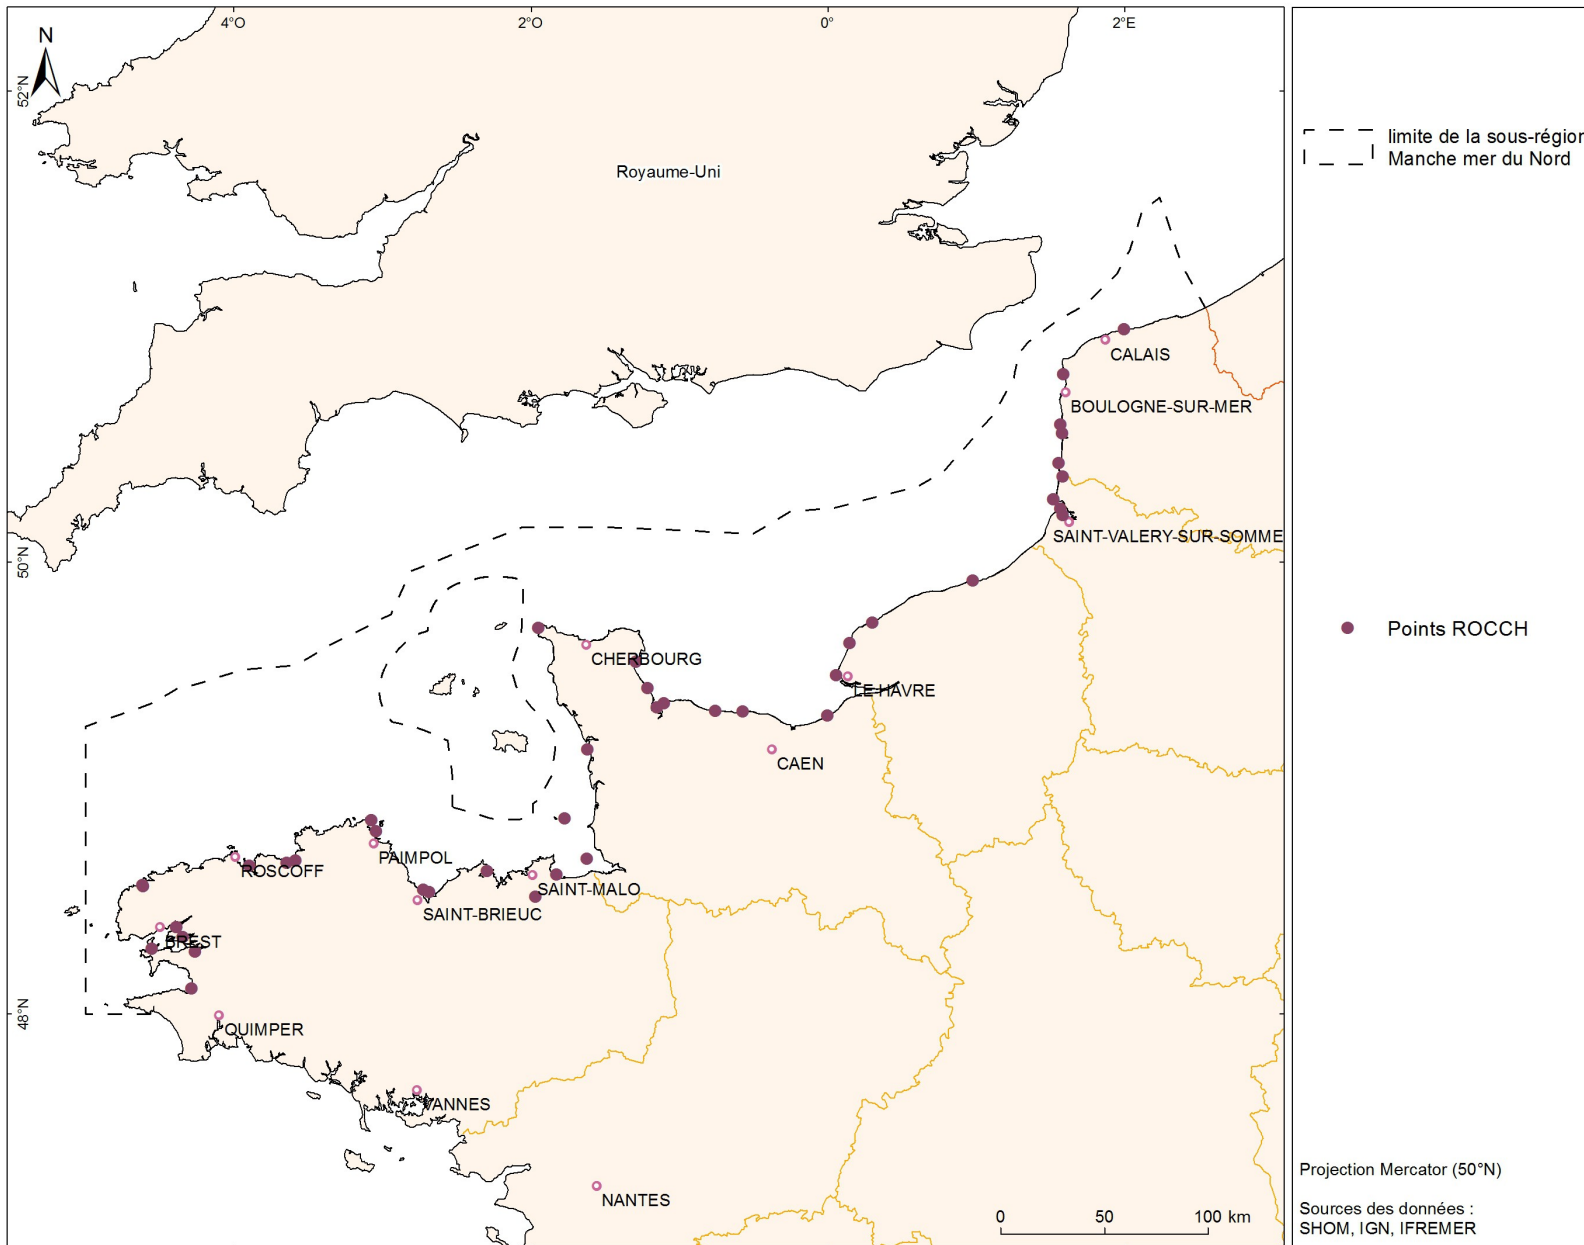 4°O
2°O
0°
2°E
N
52°N
Royaume-Uni
limite de la sous-région
Manche mer du Nord
CALAIS
BOULOGNE-SUR-MER
SAINT-VALERY-SUR-SOMME
50°N
Points ROCCH
CHERBOURG
LE HAVRE
CAEN
PAIMPOL
ROSCOFF
SAINT-MALO
SAINT-BRIEUC
BREST
48°N
QUIMPER
VANNES
NANTES
Projection Mercator (50°N)
Sources des données :
SHOM, IGN, IFREMER
0 50 100 km